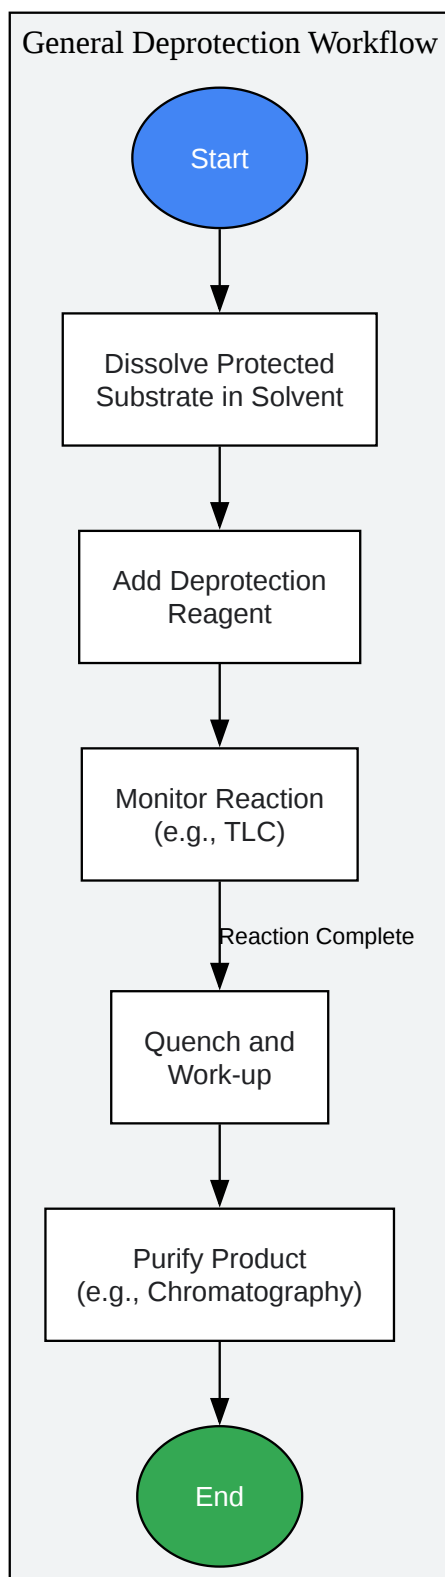 General Deprotection Workflow
Start
Dissolve Protected
Substrate in Solvent
Add Deprotection
Reagent
Monitor Reaction
(e.g., TLC)
Reaction Complete
Quench and
Work-up
Purify Product
(e.g., Chromatography)
End